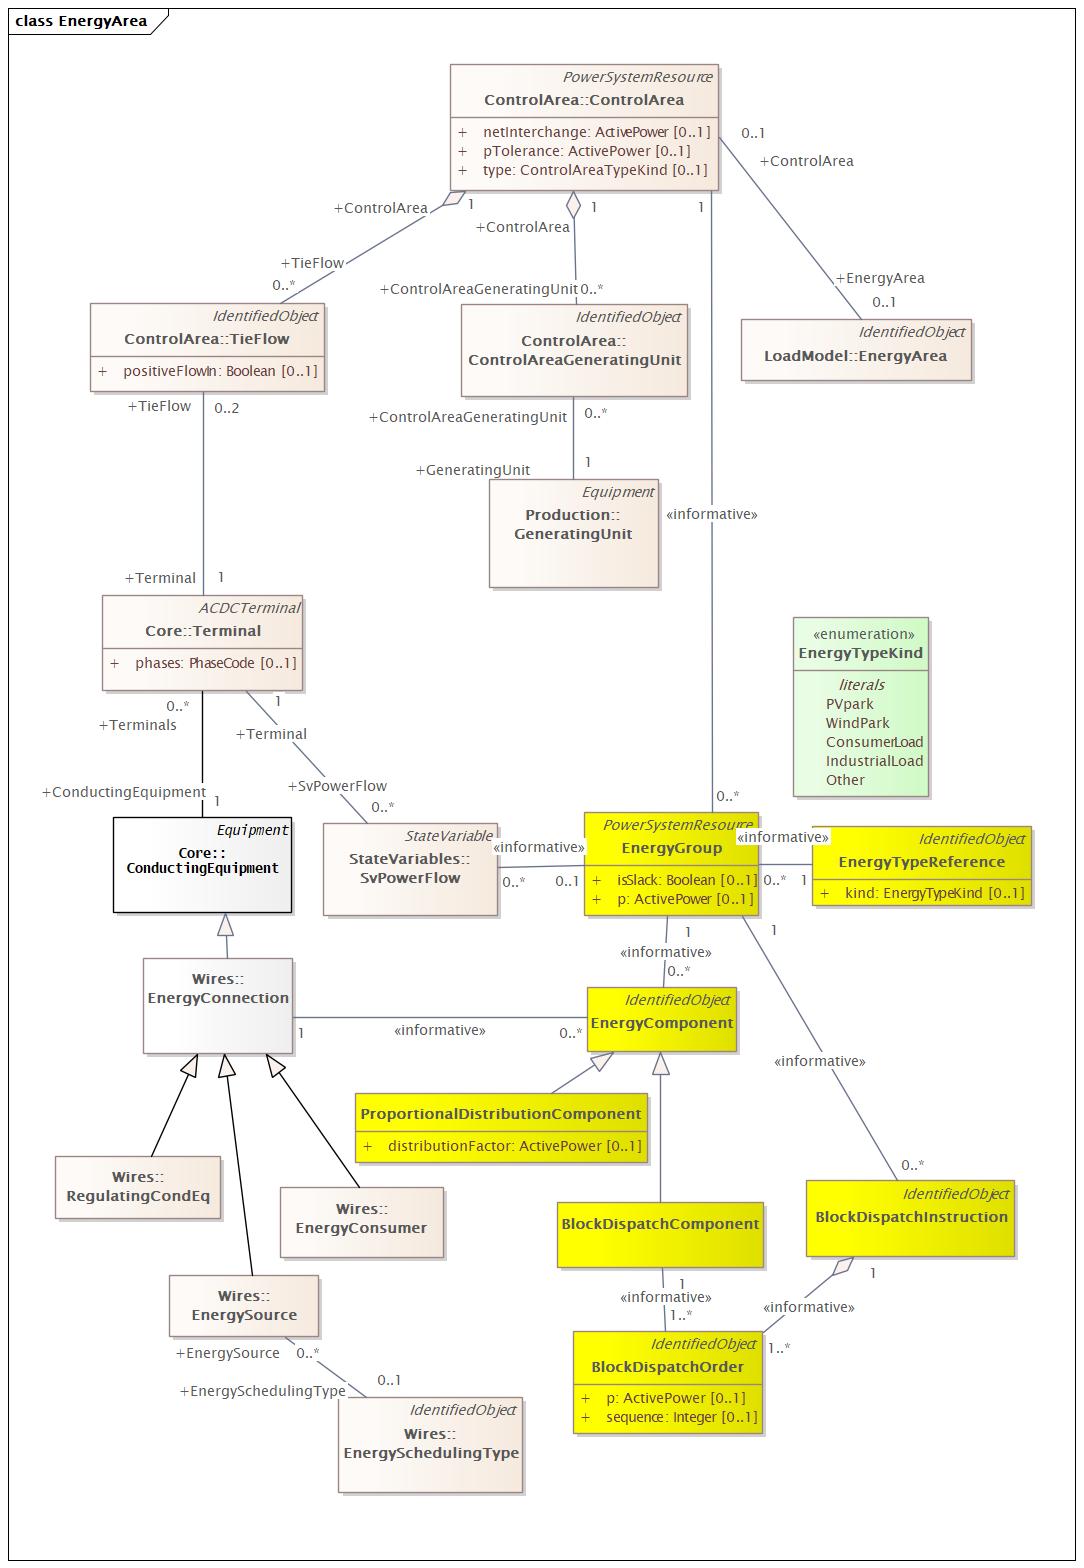 class EnergyArea
PowerSystemResource
ControlArea::ControlArea
+ netInterchange: ActivePower [0..1]
+ pTolerance: ActivePower [0..1]
+ type: ControlAreaTypeKind [0..1]
0..1
+ControlArea
+ControlArea
1
1
+ControlArea
1
+TieFlow
0..*
+ControlAreaGeneratingUnit
0..*
+EnergyArea
0..1
IdentifiedObject
ControlArea::TieFlow
+ positiveFlowIn: Boolean [0..1]
IdentifiedObject
ControlArea::
ControlAreaGeneratingUnit
IdentifiedObject
LoadModel::EnergyArea
+TieFlow
0..2
+ControlAreaGeneratingUnit
0..*
1
+GeneratingUnit
Equipment
Production::
GeneratingUnit
«informative»
+Terminal
1
ACDCTerminal
Core::Terminal
+ phases: PhaseCode [0..1]
«enumeration»
EnergyTypeKind
literals
PVpark
WindPark
ConsumerLoad
IndustrialLoad
Other
0..*
+Terminals
1
+Terminal
+ConductingEquipment
1
+SvPowerFlow
0..*
0..*
Equipment
Core::
ConductingEquipment
StateVariable
StateVariables::
SvPowerFlow
«informative»
0..*
0..1
PowerSystemResource
EnergyGroup
+ isSlack: Boolean [0..1]
+ p: ActivePower [0..1]
«informative»
0..*
1
IdentifiedObject
EnergyTypeReference
+ kind: EnergyTypeKind [0..1]
1
«informative»
0..*
1
Wires::
EnergyConnection
1
«informative»
0..*
IdentifiedObject
EnergyComponent
«informative»
ProportionalDistributionComponent
+ distributionFactor: ActivePower [0..1]
0..*
Wires::
RegulatingCondEq
Wires::
EnergyConsumer
BlockDispatchComponent
IdentifiedObject
BlockDispatchInstruction
1
Wires::
EnergySource
1
«informative»
1..*
«informative»
1..*
+EnergySource
0..*
0..1
+EnergySchedulingType
IdentifiedObject
BlockDispatchOrder
+ p: ActivePower [0..1]
+ sequence: Integer [0..1]
IdentifiedObject
Wires::
EnergySchedulingType